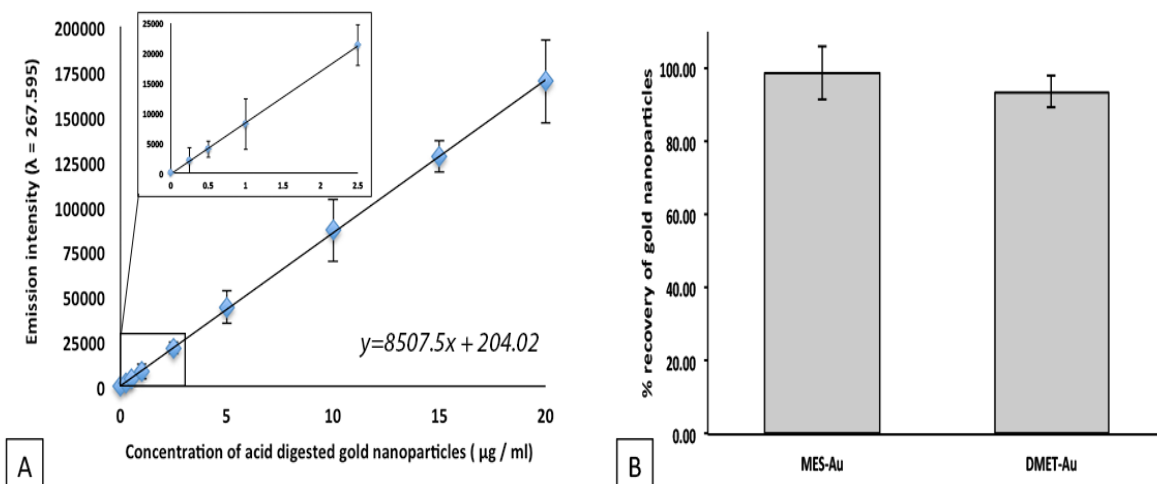 Emission intensity (λ = 267.595)
200000
175000
150000
125000
100000
75000
50000
25000
0
25000
20000
15000
10000
5000
0
0 0.5 1 1.5 2 2.5
y=8507.5x + 204.02
0 5 10 15 20
Concentration of acid digested gold nanoparticles ( µg / ml)
A
% recovery of gold nanoparticles
100.00
80.00
60.00
40.00
20.00
0.00
MES-Au DMET-Au
B